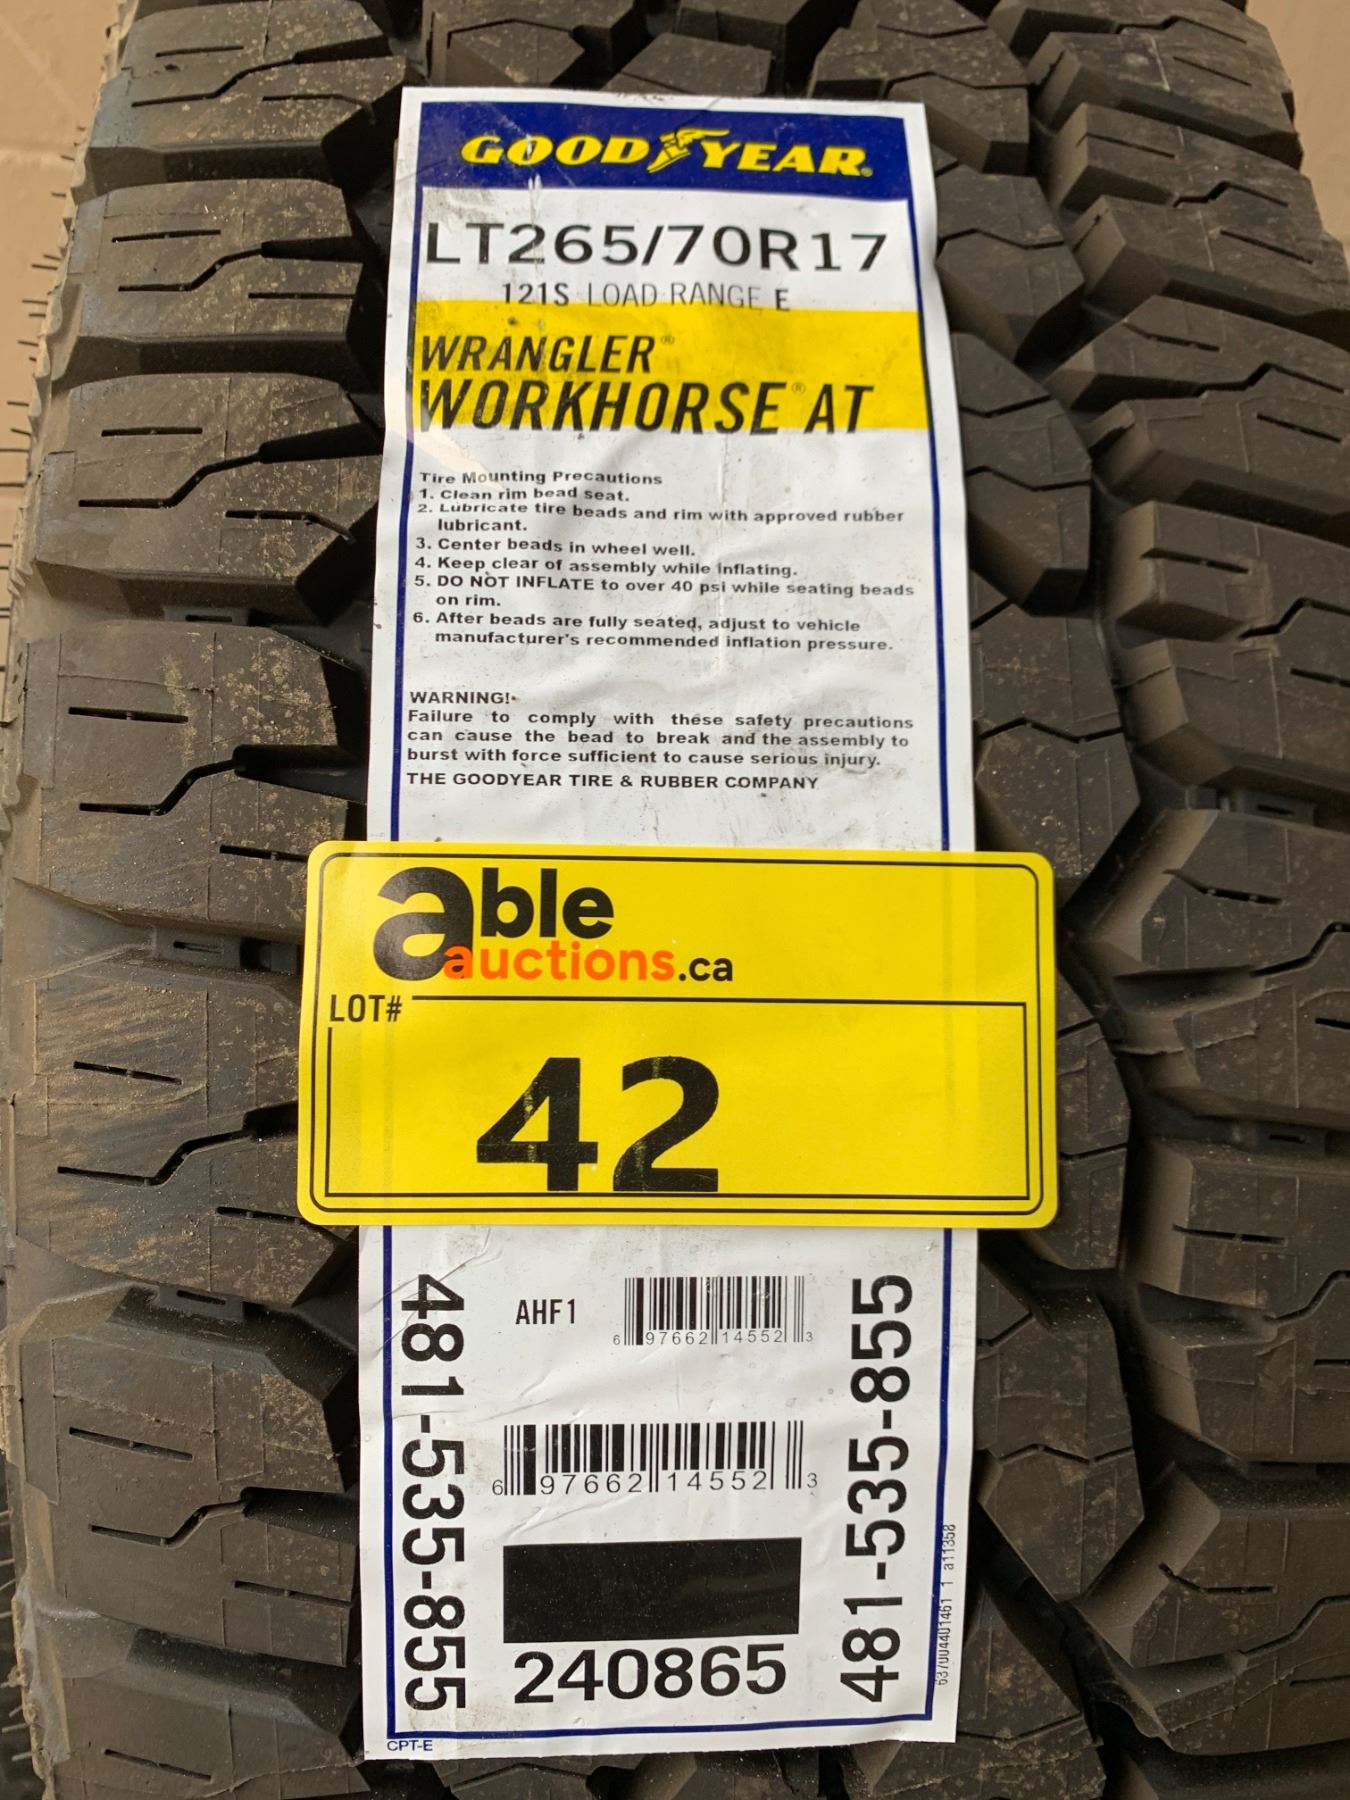 GOODYEAR
LT265/70R17
121S LOAD RANGE E
WRANGLER®
WORKHORSE® AT
Tire Mounting Precautions
1. Clean rim bead seat.
2. Lubricate tire beads and rim with approved rubber
lubricant.
3. Center beads in wheel well.
4. Keep clear of assembly while inflating.
5. DO NOT INFLATE to over 40 psi while seating beads
on rim.
6. After beads are fully seated, adjust to vehicle
manufacturer's recommended inflation pressure.
WARNING!
Failure to comply with these safety precautions
can cause the bead to break and the assembly to
burst with force sufficient to cause serious injury.
THE GOODYEAR TIRE & RUBBER COMPANY
able
auctions.ca
LOT#
42
481-535-855
AHF1
6 97662 14552 3
6 97662 14552 3
240865
481-535-855
637004401461 1 a11358
CPT-E